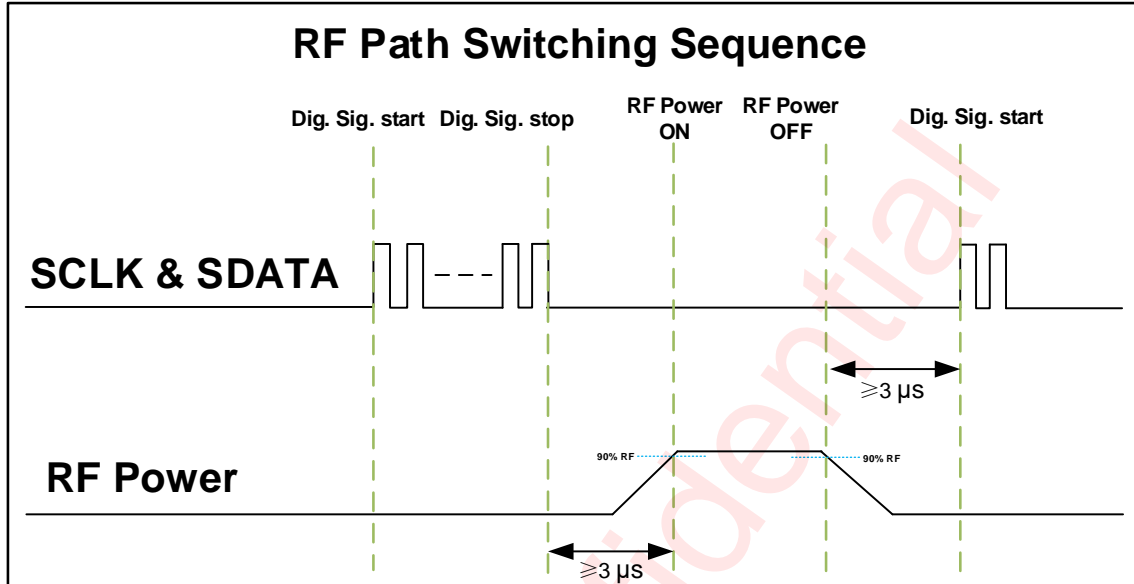 RF Path Switching Sequence
Dig. Sig. start
Dig. Sig. stop
RF Power
ON
RF Power
OFF
Dig. Sig. start
SCLK & SDATA
≥3 μs
90% RF
90% RF
RF Power
≥3 μs